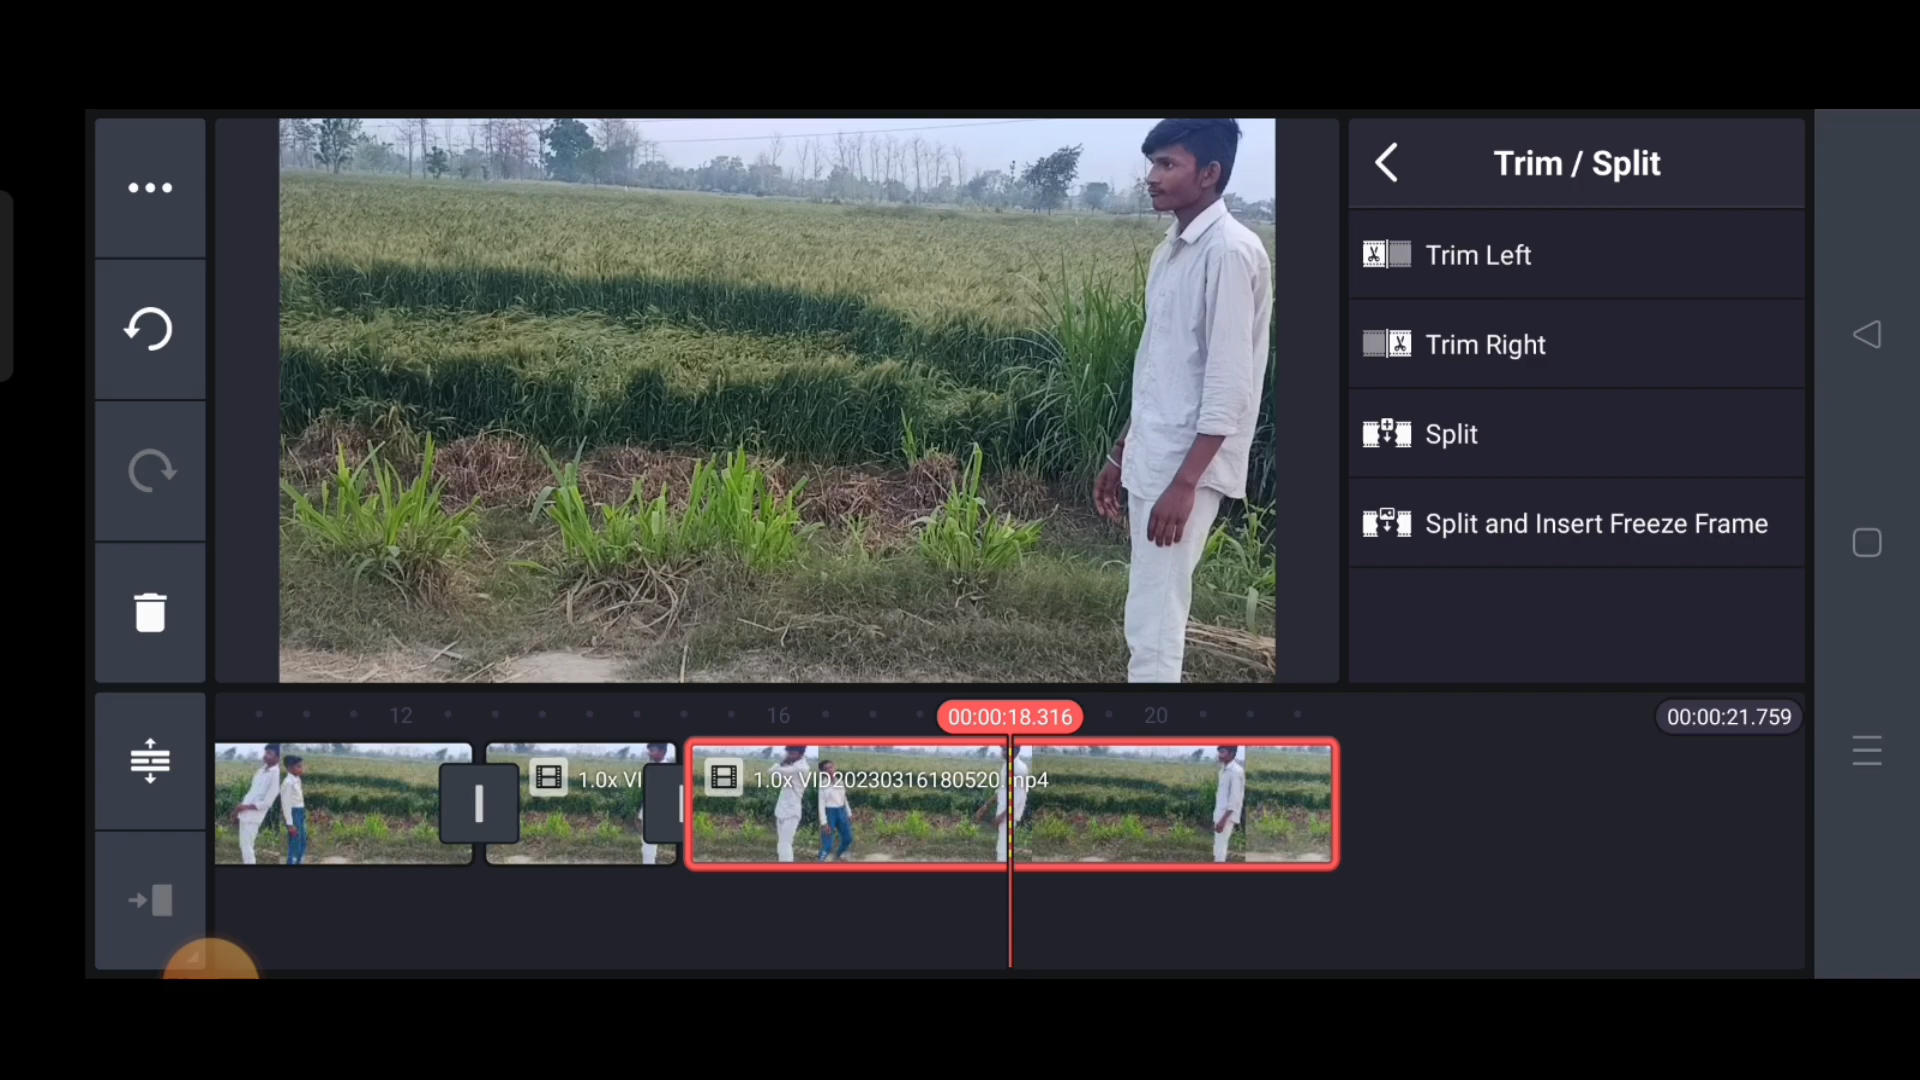 Trim / Split
Trim Left
Trim Right
Split
Split and Insert Freeze Frame
12
16
00:00:18.316
20
00:00:21.759
1.0x VI
1.0x VID20230316180520.mp4